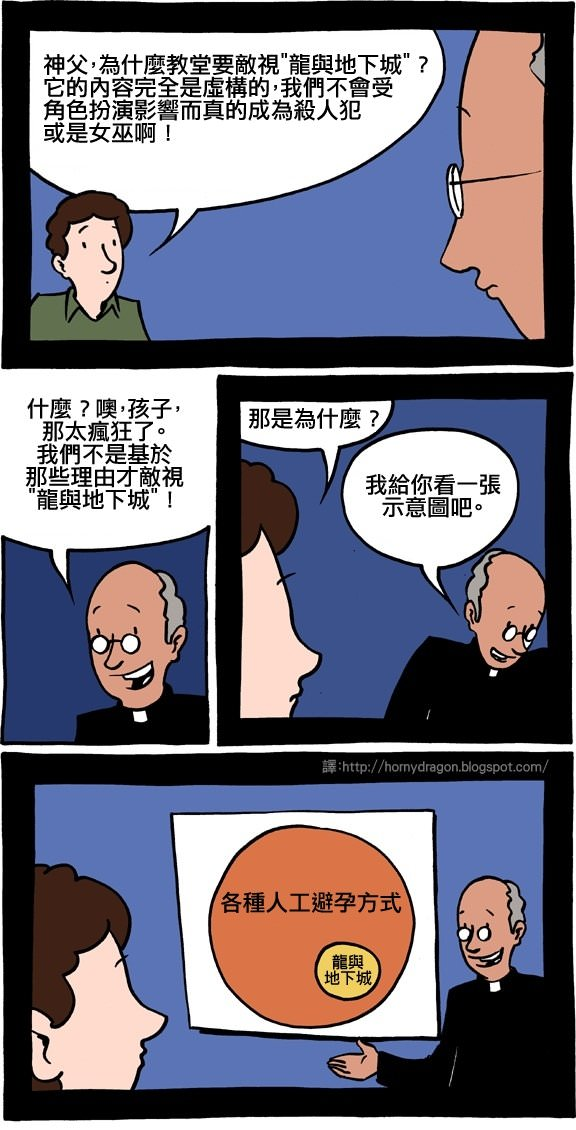 神父,為什麼教堂要敵視"龍與地下城"?
它的內容完全是虛構的,我們不會受
角色扮演影響而真的成為殺人犯
或是女巫啊!
什麼?噢,孩子,
那太瘋狂了。
我們不是基於
那些理由才敵視
"龍與地下城"!
那是為什麼?
我給你看一張
示意圖吧。
譯:http://hornydragon.blogspot.com/
各種人工避孕方式
龍與
地下城